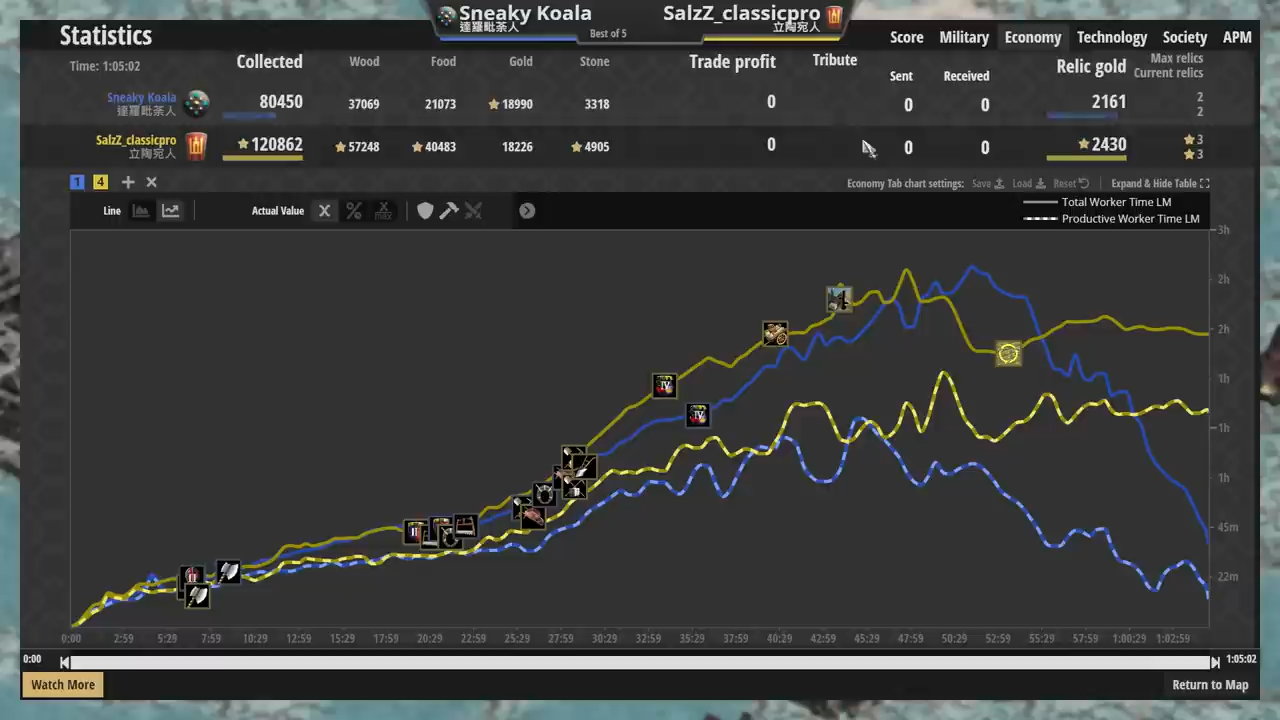 Sneaky Koala
達羅毗荼人
SalzZ_classicpro
立陶宛人
Best of 5
Statistics
Score Military Economy Technology Society APM
Time: 1:05:02
Collected Wood Food Gold Stone Trade profit Tribute Sent Received Relic gold Max relics
Current relics
Sneaky Koala
達羅毗荼人
80450 37069 21073 18990 3318 0 0 0 2161 2
2
SalzZ_classicpro
立陶宛人
120862 57248 40483 18226 4905 0 0 0 2430 3
3
1 4
Economy Tab chart settings: Save Load Reset Expand & Hide Table
Line Actual Value
Total Worker Time LM
Productive Worker Time LM
3h
2h
2h
1h
1h
1h
45m
22m
0:00 2:59 5:29 7:59 10:29 12:59 15:29 17:59 20:29 22:59 25:29 27:59 30:29 32:59 35:29 37:59 40:29 42:59 45:29 47:59 50:29 52:59 55:29 57:59 1:00:29 1:02:59
0:00 1:05:02
Watch More Return to Map